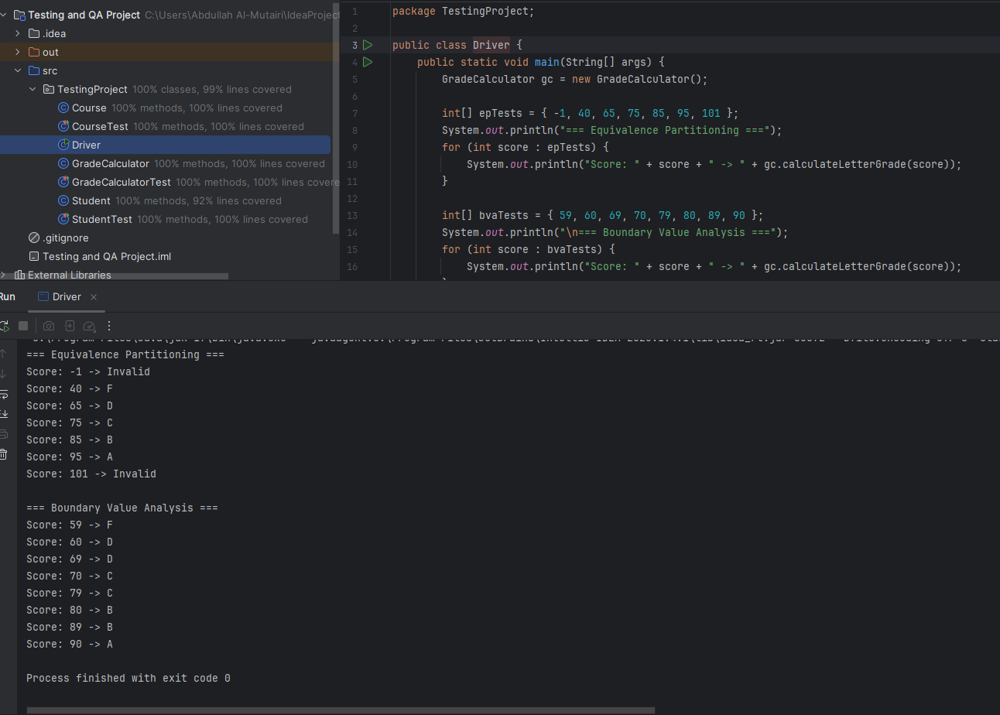 Testing and QA Project C:\Users\Abdullah Al-Mutairi\IdeaProject
.idea
out
src
TestingProject 100% classes, 99% lines covered
Course 100% methods, 100% lines covered
CourseTest 100% methods, 100% lines covered
Driver
GradeCalculator 100% methods, 100% lines covered
GradeCalculatorTest 100% methods, 100% lines covere
Student 100% methods, 92% lines covered
StudentTest 100% methods, 100% lines covered
.gitignore
Testing and QA Project.iml
External Libraries
1 package TestingProject;
2
3 public class Driver {
4 public static void main(String[] args) {
5 GradeCalculator gc = new GradeCalculator();
6
7 int[] epTests = { -1, 40, 65, 75, 85, 95, 101 };
8 System.out.println("=== Equivalence Partitioning ===");
9 for (int score : epTests) {
10 System.out.println("Score: " + score + " -> " + gc.calculateLetterGrade(score));
11 }
12
13 int[] bvaTests = { 59, 60, 69, 70, 79, 80, 89, 90 };
14 System.out.println("\n=== Boundary Value Analysis ===");
15 for (int score : bvaTests) {
16 System.out.println("Score: " + score + " -> " + gc.calculateLetterGrade(score));
Run Driver
=== Equivalence Partitioning ===
Score: -1 -> Invalid
Score: 40 -> F
Score: 65 -> D
Score: 75 -> C
Score: 85 -> B
Score: 95 -> A
Score: 101 -> Invalid
=== Boundary Value Analysis ===
Score: 59 -> F
Score: 60 -> D
Score: 69 -> D
Score: 70 -> C
Score: 79 -> C
Score: 80 -> B
Score: 89 -> B
Score: 90 -> A
Process finished with exit code 0